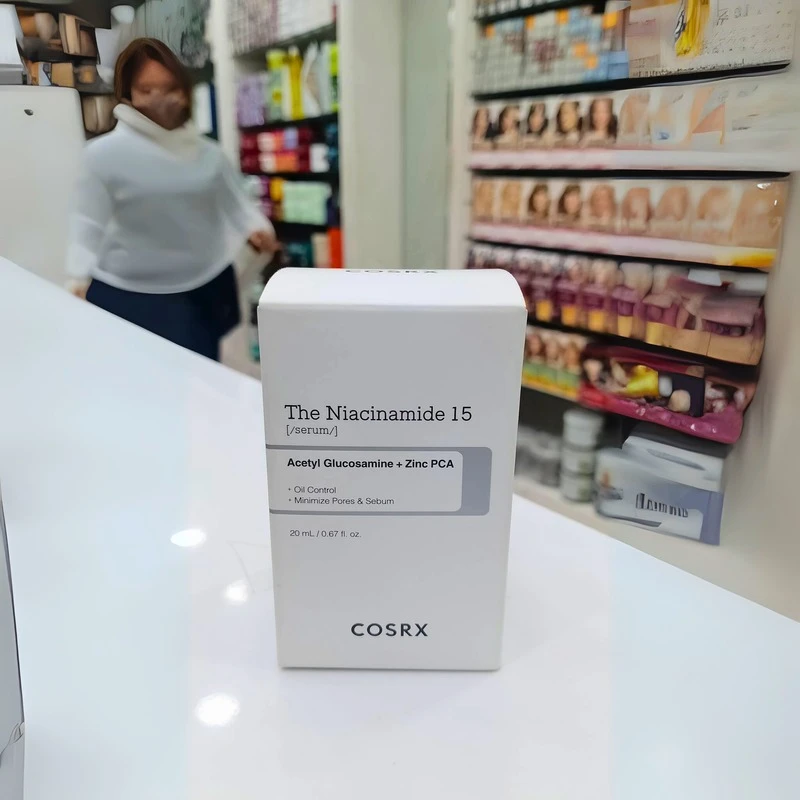 COSRX
The Niacinamide 15
[/serum/]
Acetyl Glucosamine + Zinc PCA
• Oil Control
• Minimize Pores & Sebum
20 mL / 0.67 fl. oz.
COSRX